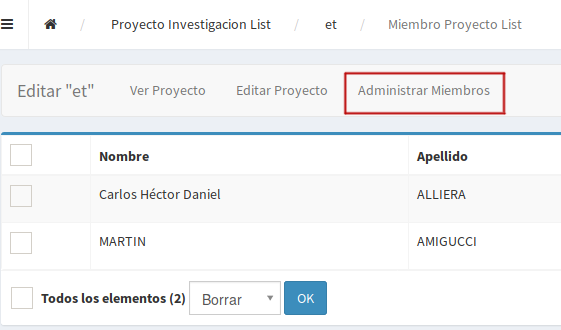 / Proyecto Investigacion List / et / Miembro Proyecto List
Editar "et" Ver Proyecto Editar Proyecto Administrar Miembros
Nombre Apellido
Carlos Héctor Daniel ALLIERA
MARTIN AMIGUCCI
Todos los elementos (2) Borrar OK